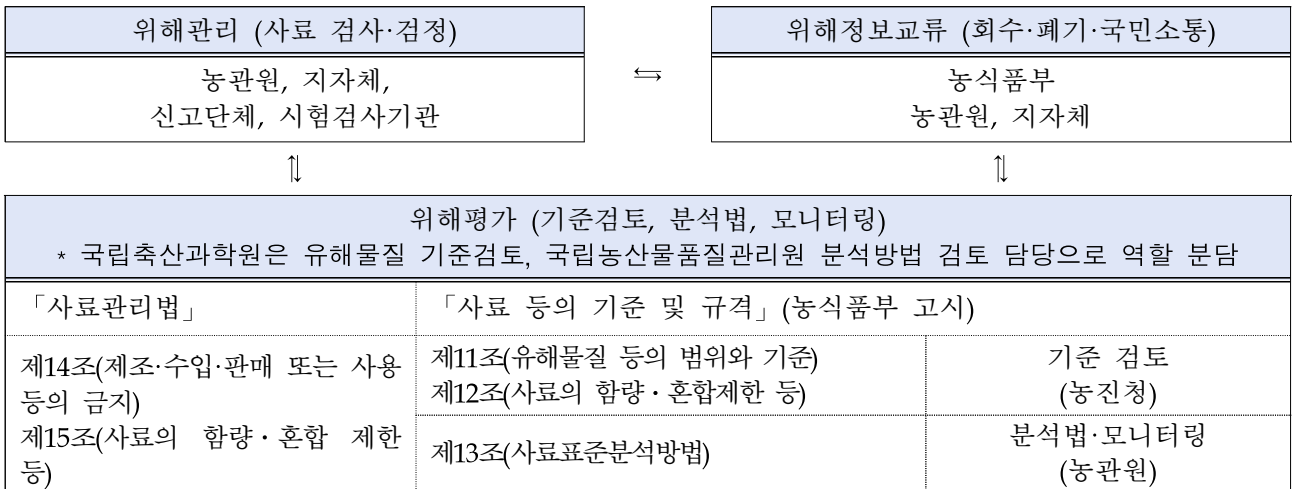 위해관리 (사료 검사·검정)
농관원, 지자체,
신고단체, 시험검사기관
⇆
위해정보교류 (회수·폐기·국민소통)
농식품부
농관원, 지자체
⇅
⇅
위해평가 (기준검토, 분석법, 모니터링)
* 국립축산과학원은 유해물질 기준검토, 국립농산물품질관리원 분석방법 검토 담당으로 역할 분담
「사료관리법」
「사료 등의 기준 및 규격」(농식품부 고시)
제14조(제조·수입·판매 또는 사용
등의 금지)
제15조(사료의 함량·혼합 제한
등)
제11조(유해물질 등의 범위와 기준)
제12조(사료의 함량·혼합제한 등)
기준 검토
(농진청)
제13조(사료표준분석방법)
분석법·모니터링
(농관원)